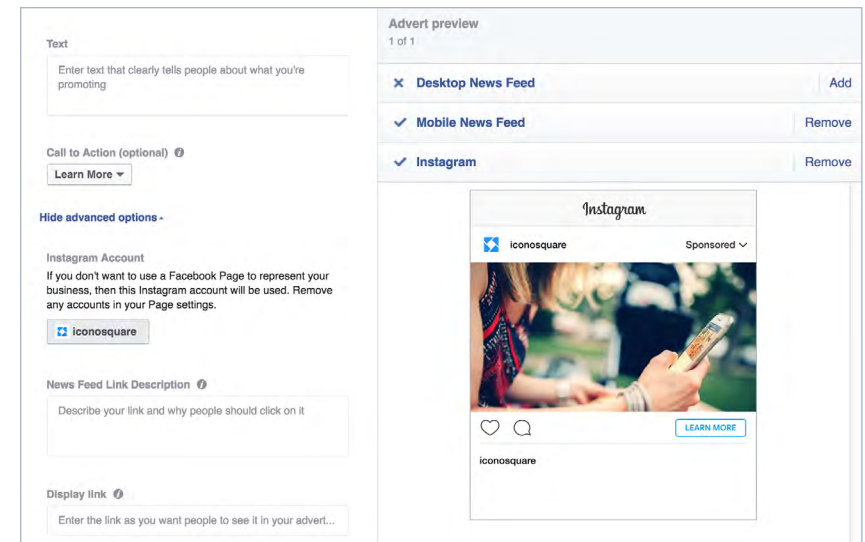 Text
Enter text that clearly tells people about what you're
promoting
Call to Action (optional)
Learn More
Hide advanced options
Instagram Account
If you don't want to use a Facebook Page to represent your
business, then this Instagram account will be used. Remove
any accounts in your Page settings.
iconosquare
News Feed Link Description
Describe your link and why people should click on it
Display link
Enter the link as you want people to see it in your advert...
Advert preview
1 of 1
Desktop News Feed Add
Mobile News Feed Remove
Instagram Remove
Instagram
iconosquare Sponsored
LEARN MORE
iconosquare